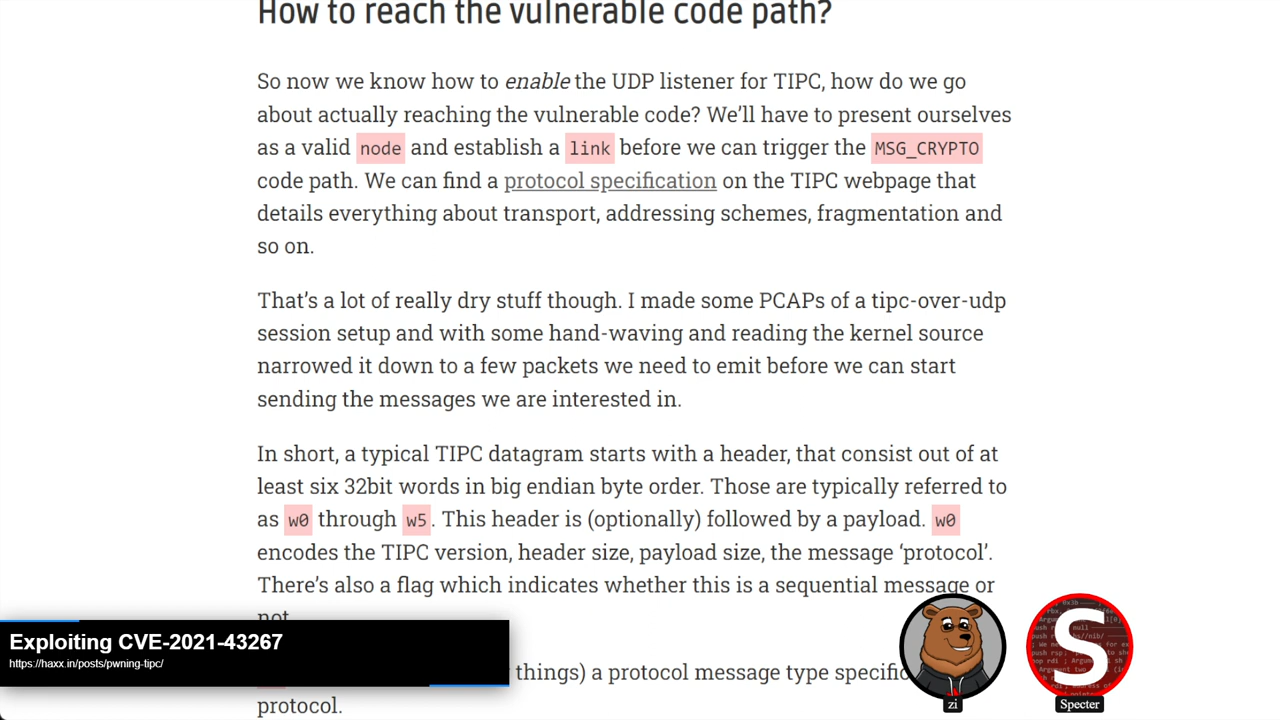 How to reach the vulnerable code path?
So now we know how to enable the UDP listener for TIPC, how do we go
about actually reaching the vulnerable code? We'll have to present ourselves
as a valid node and establish a link before we can trigger the MSG_CRYPTO
code path. We can find a protocol specification on the TIPC webpage that
details everything about transport, addressing schemes, fragmentation and
so on.
That's a lot of really dry stuff though. I made some PCAPs of a tipc-over-udp
session setup and with some hand-waving and reading the kernel source
narrowed it down to a few packets we need to emit before we can start
sending the messages we are interested in.
In short, a typical TIPC datagram starts with a header, that consist out of at
least six 32bit words in big endian byte order. Those are typically referred to
as w0 through w5. This header is (optionally) followed by a payload. w0
encodes the TIPC version, header size, payload size, the message 'protocol'.
There's also a flag which indicates whether this is a sequential message or
not
things) a protocol message type specific
protocol.
Exploiting CVE-2021-43267
https://haxx.in/posts/pwning-tipc/
zi
S
Specter